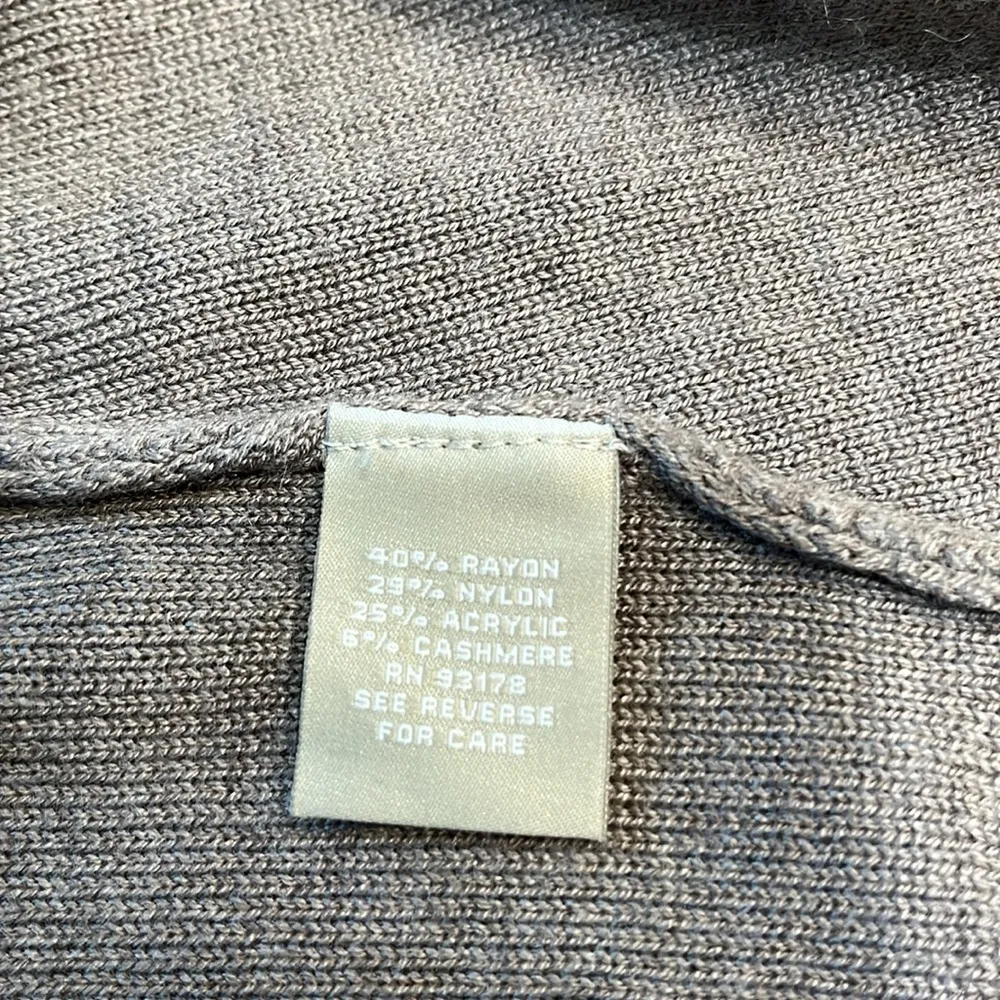 40% RAYON
29% NYLON
25% ACRYLIC
6% CASHMERE
RN 93178
SEE REVERSE
FOR CARE